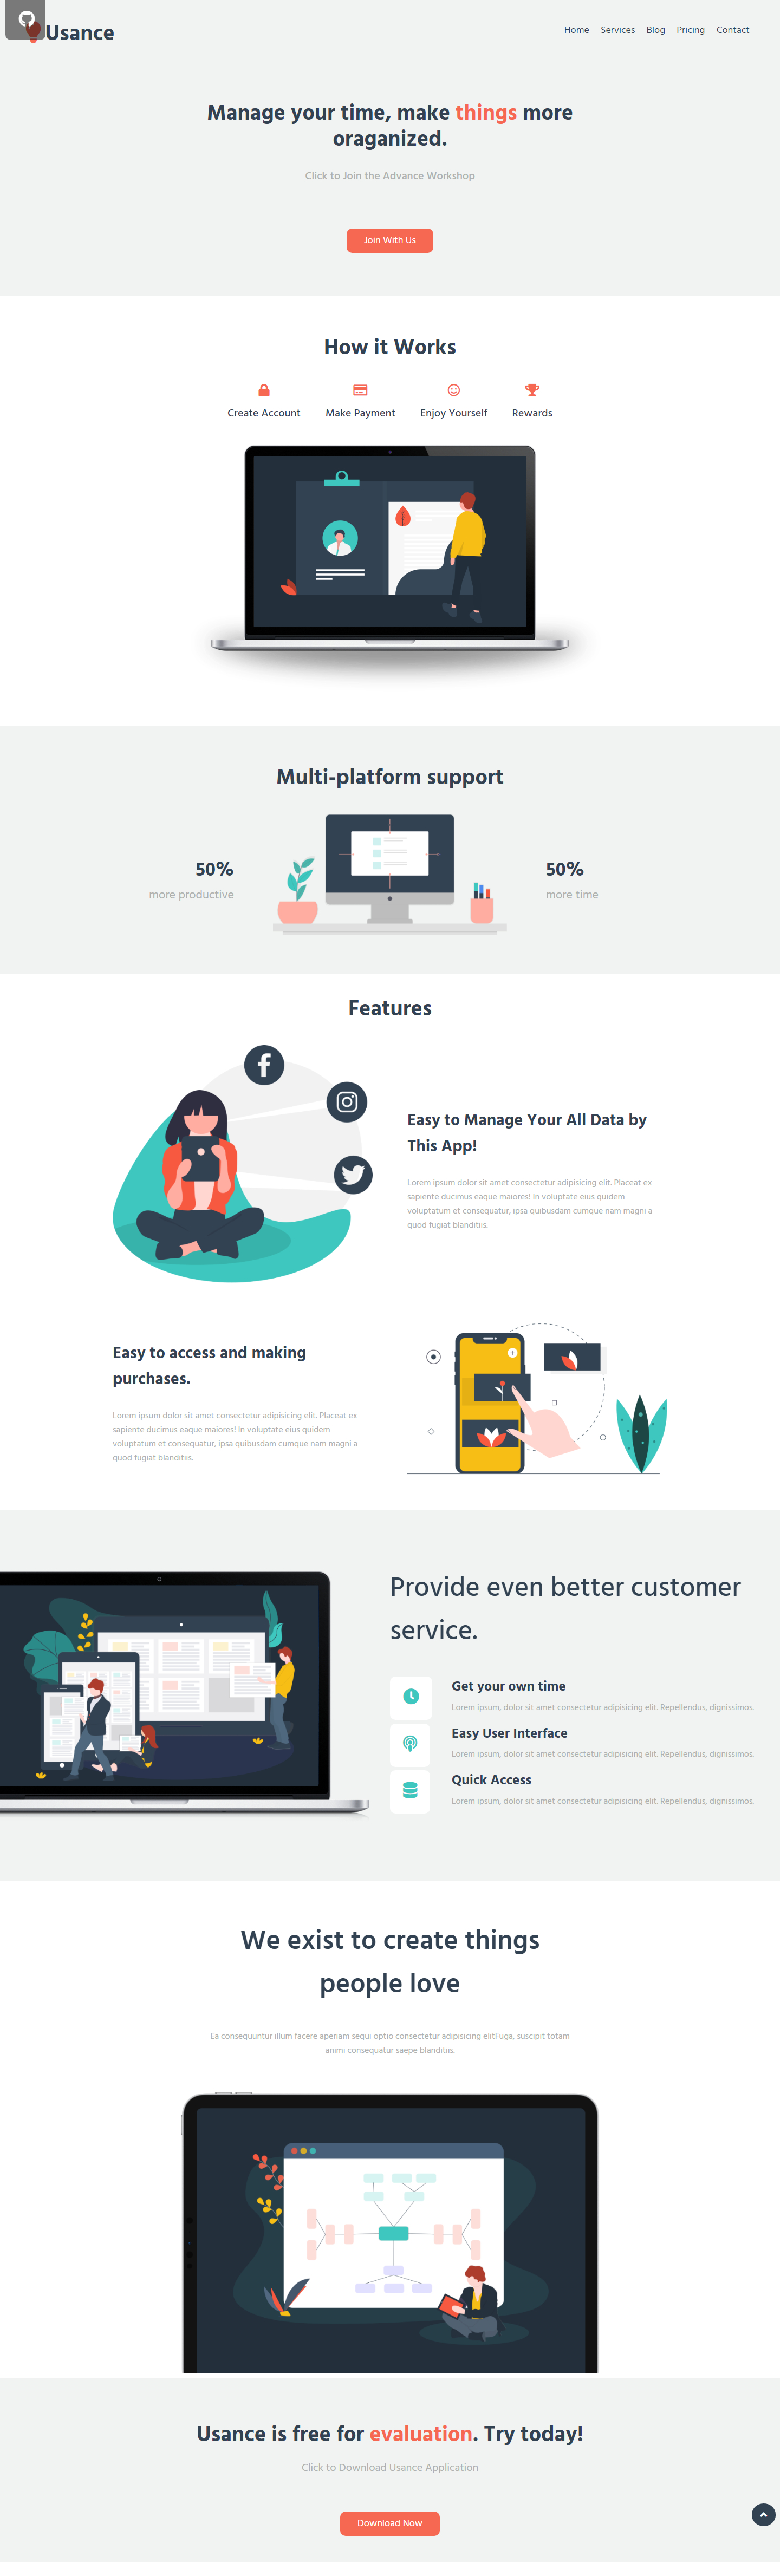 Usance
Home Services Blog Pricing Contact
Manage your time, make things more
oraganized.
Click to Join the Advance Workshop
Join With Us
How it Works
Create Account Make Payment Enjoy Yourself Rewards
Multi-platform support
50%
more productive
50%
more time
Features
Easy to Manage Your All Data by
This App!
Lorem ipsum dolor sit amet consectetur adipisicing elit. Placeat ex
sapiente ducimus eaque maiores! In voluptate eius quidem
voluptatum et consequatur, ipsa quibusdam cumque nam magni a
quod fugiat blanditiis.
Easy to access and making
purchases.
Lorem ipsum dolor sit amet consectetur adipisicing elit. Placeat ex
sapiente ducimus eaque maiores! In voluptate eius quidem
voluptatum et consequatur, ipsa quibusdam cumque nam magni a
quod fugiat blanditiis.
Provide even better customer
service.
Get your own time
Lorem ipsum, dolor sit amet consectetur adipisicing elit. Repellendus, dignissimos.
Easy User Interface
Lorem ipsum, dolor sit amet consectetur adipisicing elit. Repellendus, dignissimos.
Quick Access
Lorem ipsum, dolor sit amet consectetur adipisicing elit. Repellendus, dignissimos.
We exist to create things
people love
Ea consequuntur illum facere aperiam sequi optio consectetur adipisicing elitFuga, suscipit totam
animi consequatur saepe blanditiis.
Usance is free for evaluation. Try today!
Click to Download Usance Application
Download Now